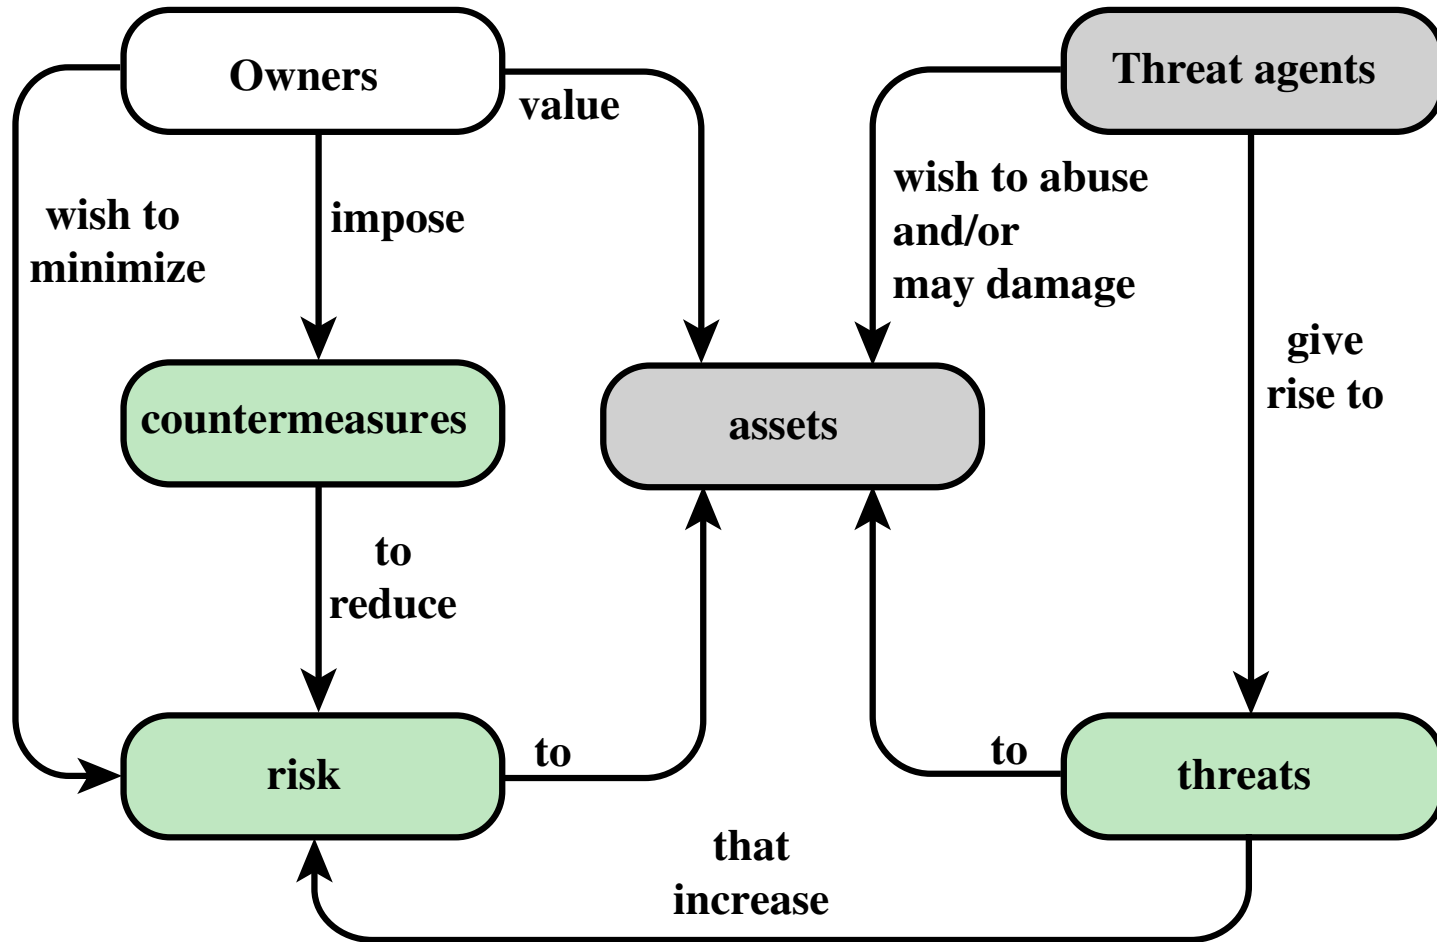 Owners
Threat agents
value
wish to
minimize
impose
wish to abuse
and/or
may damage
give
rise to
countermeasures
assets
to
reduce
risk
to
to
threats
that
increase